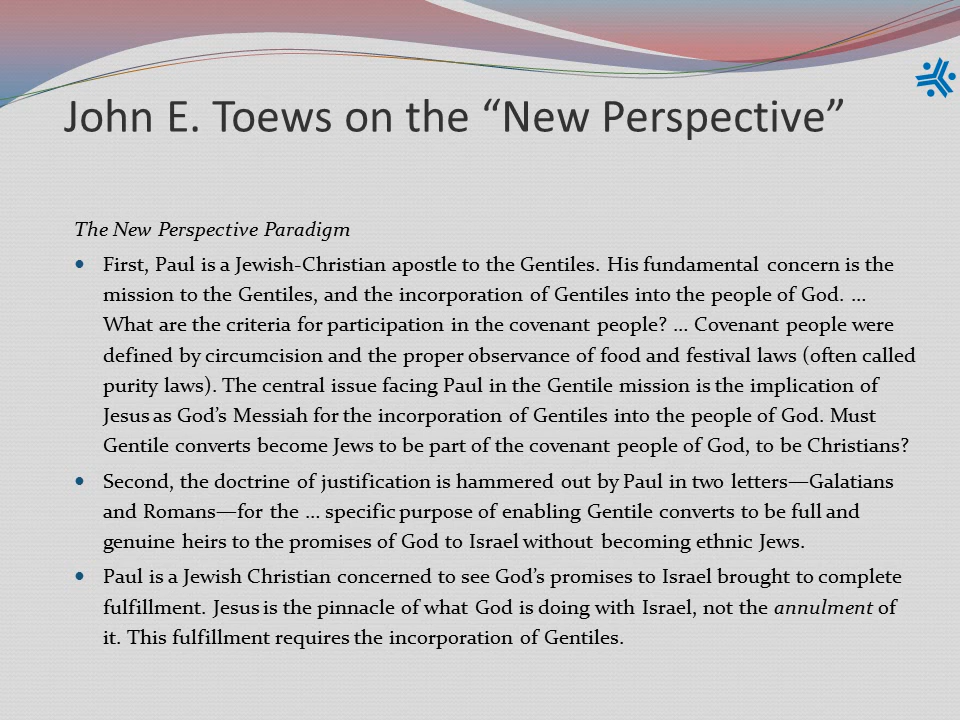 John E. Toews on the “New Perspective”
The New Perspective Paradigm
• First, Paul is a Jewish-Christian apostle to the Gentiles. His fundamental concern is the
mission to the Gentiles, and the incorporation of Gentiles into the people of God. ...
What are the criteria for participation in the covenant people? ... Covenant people were
defined by circumcision and the proper observance of food and festival laws (often called
purity laws). The central issue facing Paul in the Gentile mission is the implication of
Jesus as God’s Messiah for the incorporation of Gentiles into the people of God. Must
Gentile converts become Jews to be part of the covenant people of God, to be Christians?
• Second, the doctrine of justification is hammered out by Paul in two letters—Galatians
and Romans—for the ... specific purpose of enabling Gentile converts to be full and
genuine heirs to the promises of God to Israel without becoming ethnic Jews.
• Paul is a Jewish Christian concerned to see God’s promises to Israel brought to complete
fulfillment. Jesus is the pinnacle of what God is doing with Israel, not the annulment of
it. This fulfillment requires the incorporation of Gentiles.